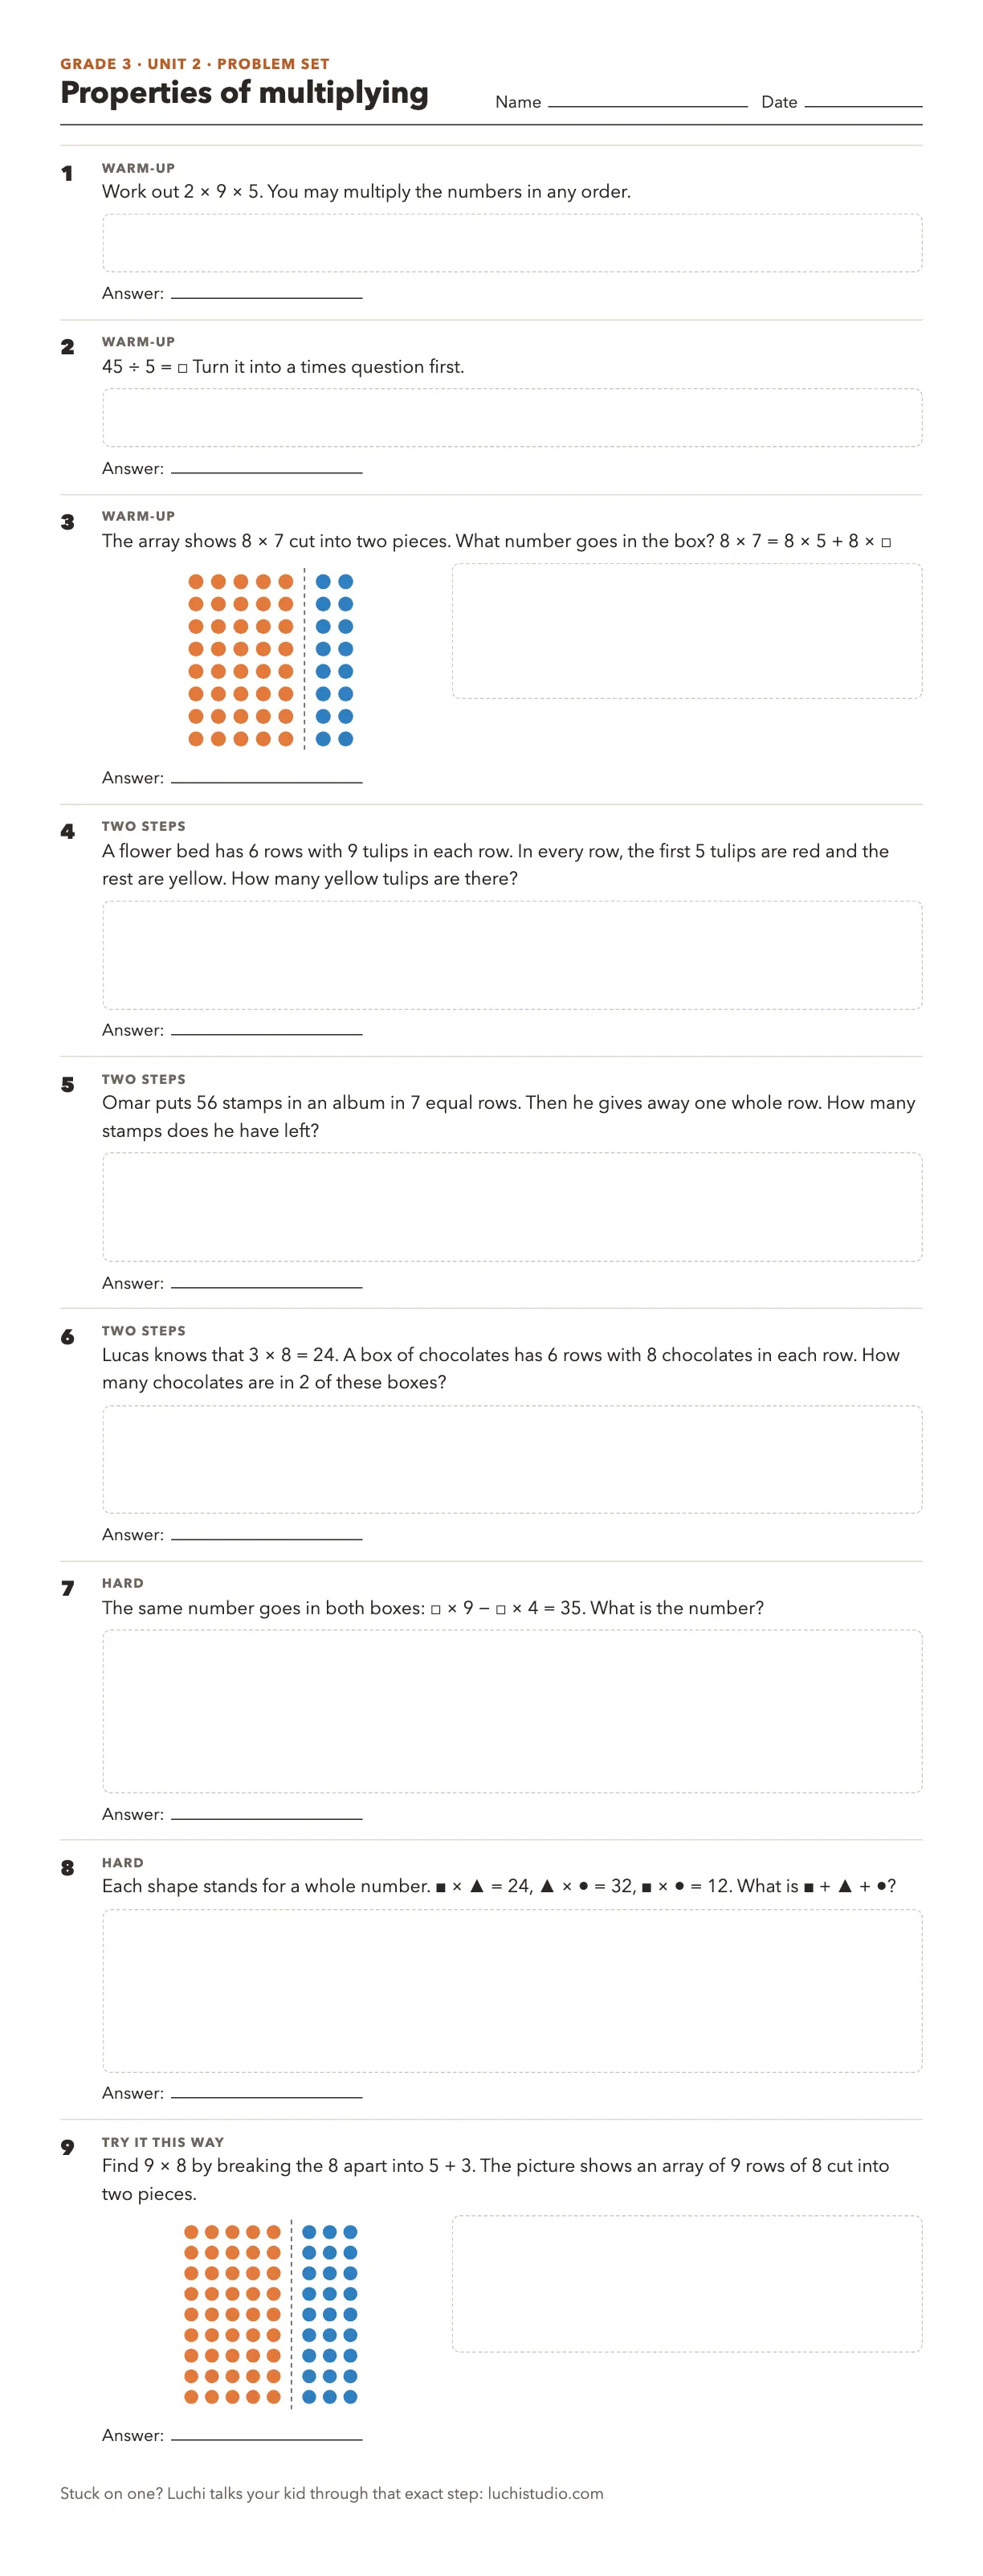 GRADE 3 · UNIT 2 · PROBLEM SET
Properties of multiplying
Name
Date
1
WARM-UP
Work out 2 × 9 × 5. You may multiply the numbers in any order.
Answer:
2
WARM-UP
45 ÷ 5 = □ Turn it into a times question first.
Answer:
3
WARM-UP
The array shows 8 × 7 cut into two pieces. What number goes in the box? 8 × 7 = 8 × 5 + 8 × □
Answer:
4
TWO STEPS
A flower bed has 6 rows with 9 tulips in each row. In every row, the first 5 tulips are red and the
rest are yellow. How many yellow tulips are there?
Answer:
5
TWO STEPS
Omar puts 56 stamps in an album in 7 equal rows. Then he gives away one whole row. How many
stamps does he have left?
Answer:
6
TWO STEPS
Lucas knows that 3 × 8 = 24. A box of chocolates has 6 rows with 8 chocolates in each row. How
many chocolates are in 2 of these boxes?
Answer:
7
HARD
The same number goes in both boxes: □ × 9 − □ × 4 = 35. What is the number?
Answer:
8
HARD
Each shape stands for a whole number. ■ × ▲ = 24, ▲ × ● = 32, ■ × ● = 12. What is ■ + ▲ + ●?
Answer:
9
TRY IT THIS WAY
Find 9 × 8 by breaking the 8 apart into 5 + 3. The picture shows an array of 9 rows of 8 cut into
two pieces.
Answer:
Stuck on one? Luchi talks your kid through that exact step: luchistudio.com